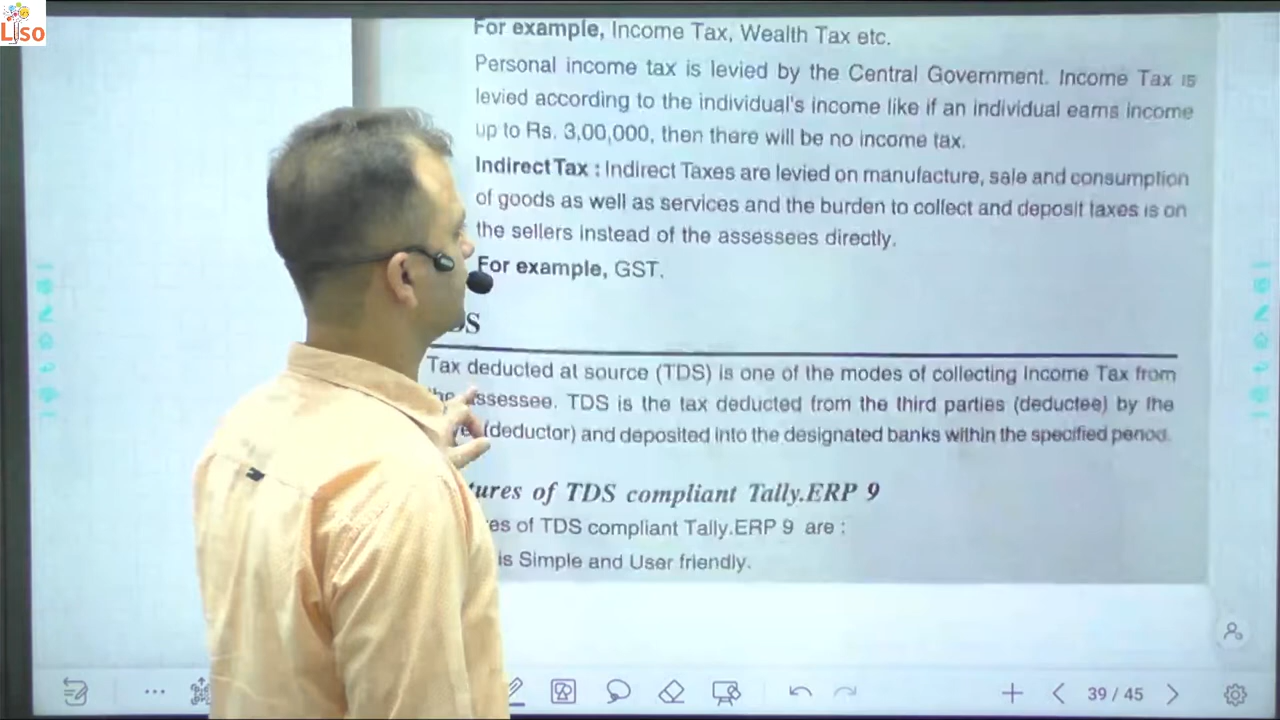 Liso
For example, Income Tax, Wealth Tax etc.
Personal income tax is levied by the Central Government. Income Tax is
levied according to the individual's income like if an individual earns income
up to Rs. 3,00,000, then there will be no income tax.
Indirect Tax : Indirect Taxes are levied on manufacture, sale and consumption
of goods as well as services and the burden to collect and deposit taxes is on
the sellers instead of the assessees directly.
For example, GST.
DS
Tax deducted at source (TDS) is one of the modes of collecting Income Tax from
the assessee. TDS is the tax deducted from the third parties (deductee) by the
(deductor) and deposited into the designated banks within the specified period.
tures of TDS compliant Tally.ERP 9
es of TDS compliant Tally.ERP 9 are :
is Simple and User friendly.
39 / 45